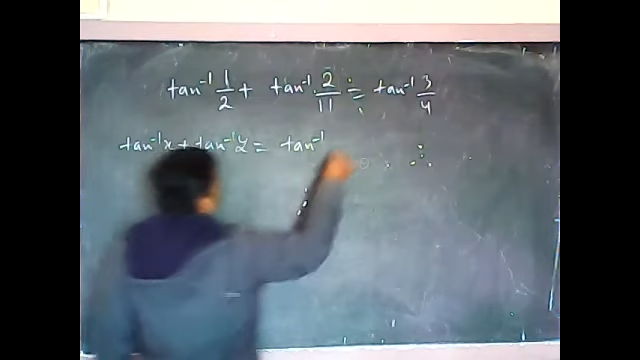 tan⁻¹ 1/2 + tan⁻¹ 2/11 = tan⁻¹ 3/4
tan⁻¹x + tan⁻¹y = tan⁻¹